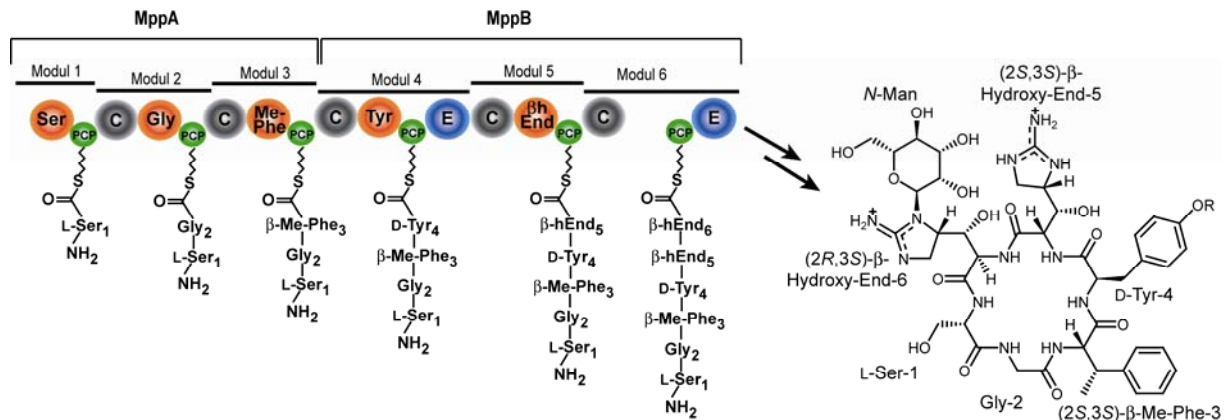 MppA
MppB
Modul 1
Modul 2
Modul 3
Modul 4
Modul 5
Modul 6
Ser
PCP
C
Gly
PCP
C
Me-
Phe
PCP
C
Tyr
PCP
E
C
βh
End
PCP
C
PCP
E
S
O
L-Ser1
NH2
S
O
Gly2
L-Ser1
NH2
S
O
β-Me-Phe3
Gly2
L-Ser1
NH2
S
O
D-Tyr4
β-Me-Phe3
Gly2
L-Ser1
NH2
S
O
β-hEnd5
D-Tyr4
β-Me-Phe3
Gly2
L-Ser1
NH2
S
O
β-hEnd6
β-hEnd5
D-Tyr4
β-Me-Phe3
Gly2
L-Ser1
NH2
(2S,3S)-β-
Hydroxy-End-5
N-Man
OH
HO
OH
O
OH
NH2
+
HN
NH
H
OH
H2N
+
N
N
N
H
H
OH
H
O
H
N
H
O
N
H
O
OR
(2R,3S)-β-
Hydroxy-End-6
O
NH
HN
D-Tyr-4
HO
O
NH
O
HN
H
O
L-Ser-1
Gly-2
(2S,3S)-β-Me-Phe-3